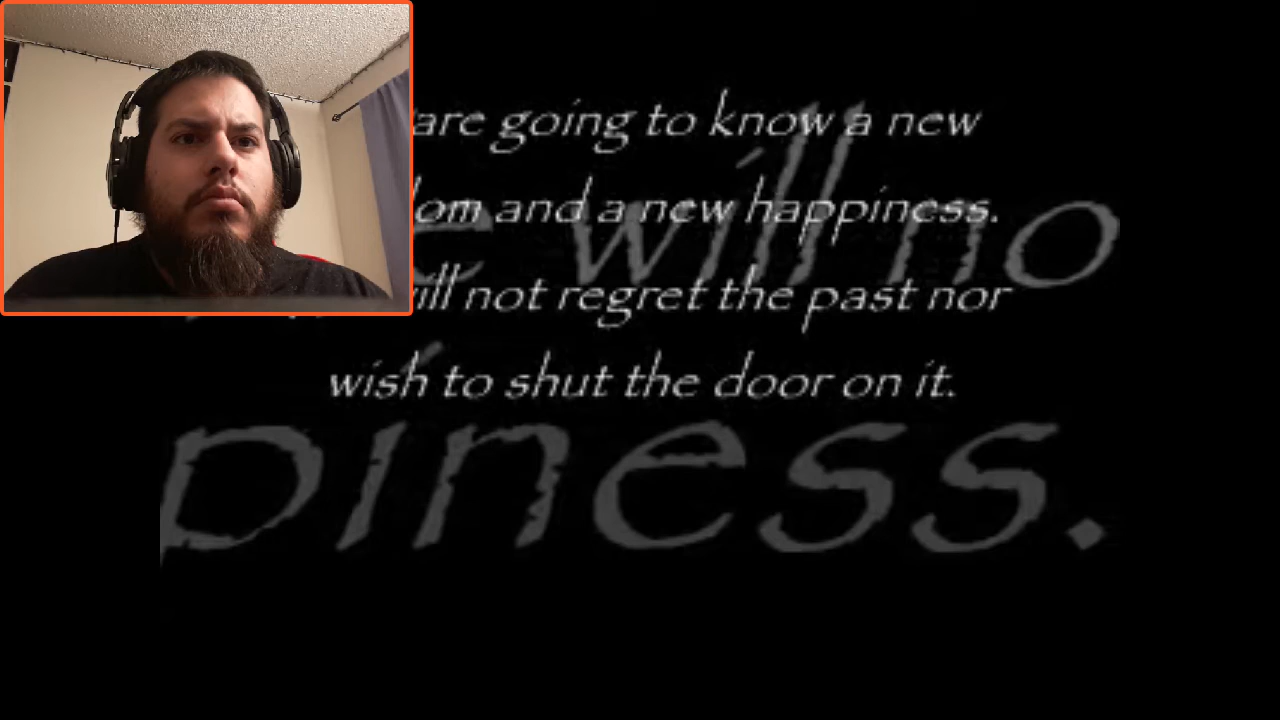 are going to know a new
dom and a new happiness.
will not regret the past nor
wish to shut the door on it.
will no
piness.